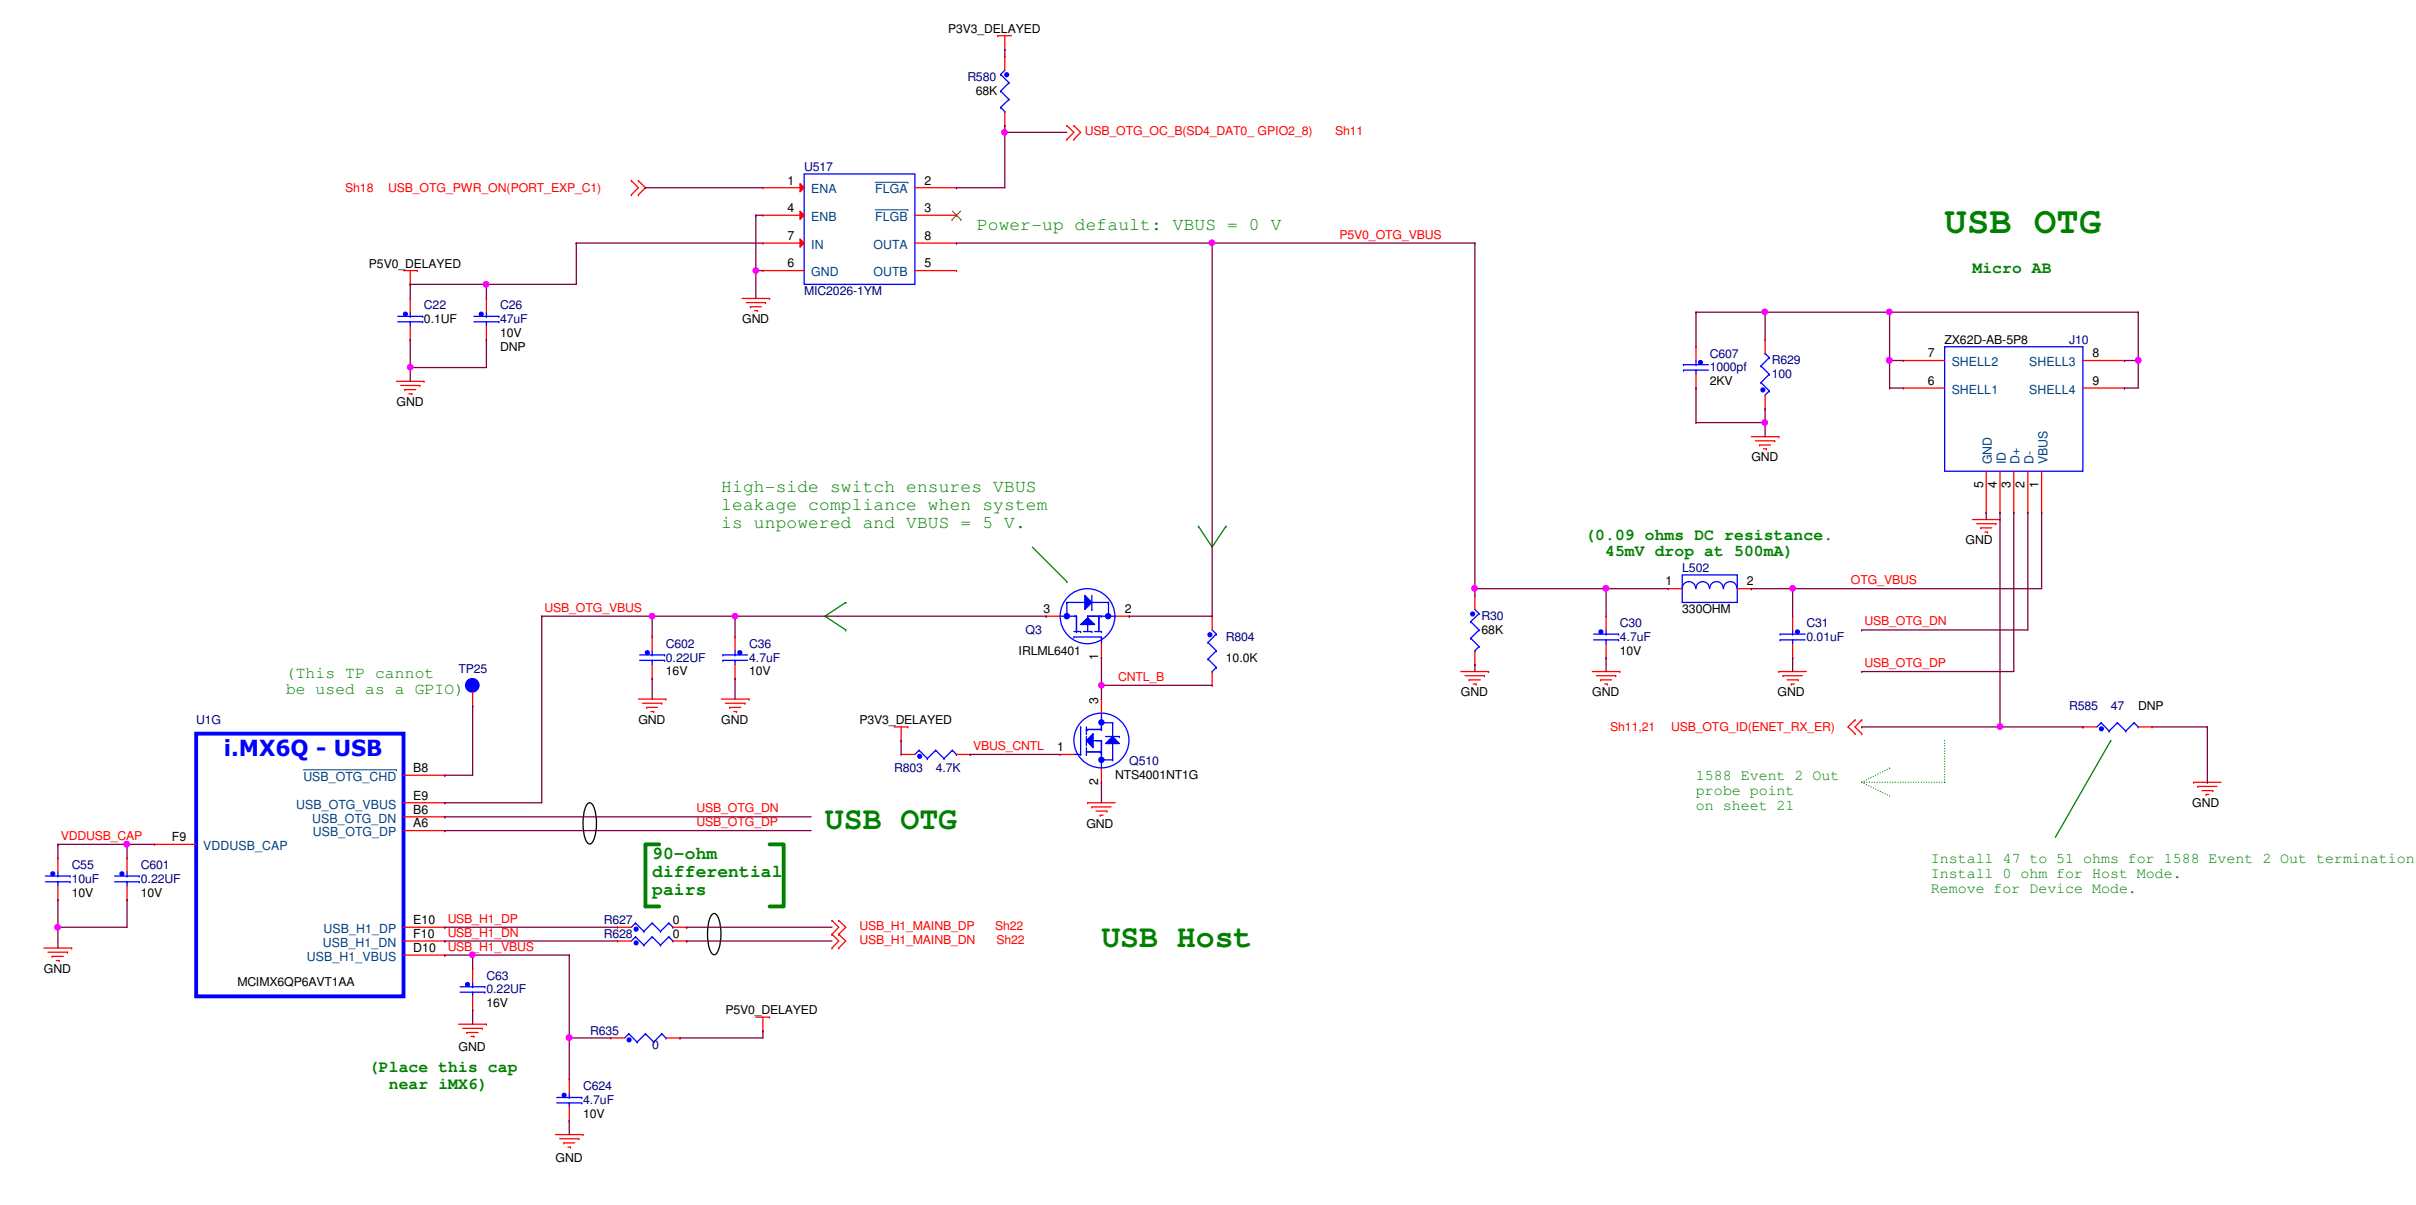 P3V3_DELAYED
R580
68K
USB_OTG_OC_B(SD4_DAT0_ GPIO2_8) Sh11
U517
Sh18 USB_OTG_PWR_ON(PORT_EXP_C1)
1 ENA FLGA 2
4 ENB FLGB 3
7 IN OUTA 8
6 GND OUTB 5
MIC2026-1YM
GND
Power-up default: VBUS = 0 V
P5V0_OTG_VBUS
P5V0_DELAYED
C22
0.1UF
C26
47uF
10V
DNP
GND
USB OTG
Micro AB
ZX62D-AB-5P8 J10
7 SHELL2 SHELL3 8
6 SHELL1 SHELL4 9
GND ID D+ D- VBUS
5 4 3 2 1
GND
C607
1000pf
2KV
R629
100
GND
High-side switch ensures VBUS
leakage compliance when system
is unpowered and VBUS = 5 V.
(0.09 ohms DC resistance.
45mV drop at 500mA)
L502
1 2
330OHM
OTG_VBUS
USB_OTG_DN
USB_OTG_DP
R30
68K
GND
C30
4.7uF
10V
GND
C31
0.01uF
GND
USB_OTG_VBUS
C602
0.22UF
16V
GND
C36
4.7uF
10V
GND
3 2
Q3
IRLML6401
1
R804
10.0K
CNTL_B
3
P3V3_DELAYED
R803 4.7K
VBUS_CNTL 1
Q510
NTS4001NT1G
2
GND
Sh11,21 USB_OTG_ID(ENET_RX_ER)
R585 47 DNP
GND
1588 Event 2 Out
probe point
on sheet 21
Install 47 to 51 ohms for 1588 Event 2 Out termination
Install 0 ohm for Host Mode.
Remove for Device Mode.
(This TP cannot
be used as a GPIO)
TP25
U1G
i.MX6Q - USB
USB_OTG_CHD B8
USB_OTG_VBUS E9
USB_OTG_DN B6
USB_OTG_DP A6
VDDUSB_CAP F9
VDDUSB_CAP
USB_H1_DP E10
USB_H1_DN F10
USB_H1_VBUS D10
MCIMX6QP6AVT1AA
C55
10uF
10V
C601
0.22UF
10V
GND
USB_OTG_DN
USB_OTG_DP
USB OTG
90-ohm
differential
pairs
USB_H1_DP R627 0 USB_H1_MAINB_DP Sh22
USB_H1_DN R628 0 USB_H1_MAINB_DN Sh22
USB_H1_VBUS
USB Host
C63
0.22UF
16V
GND
(Place this cap
near iMX6)
P5V0_DELAYED
R635
0
C624
4.7uF
10V
GND